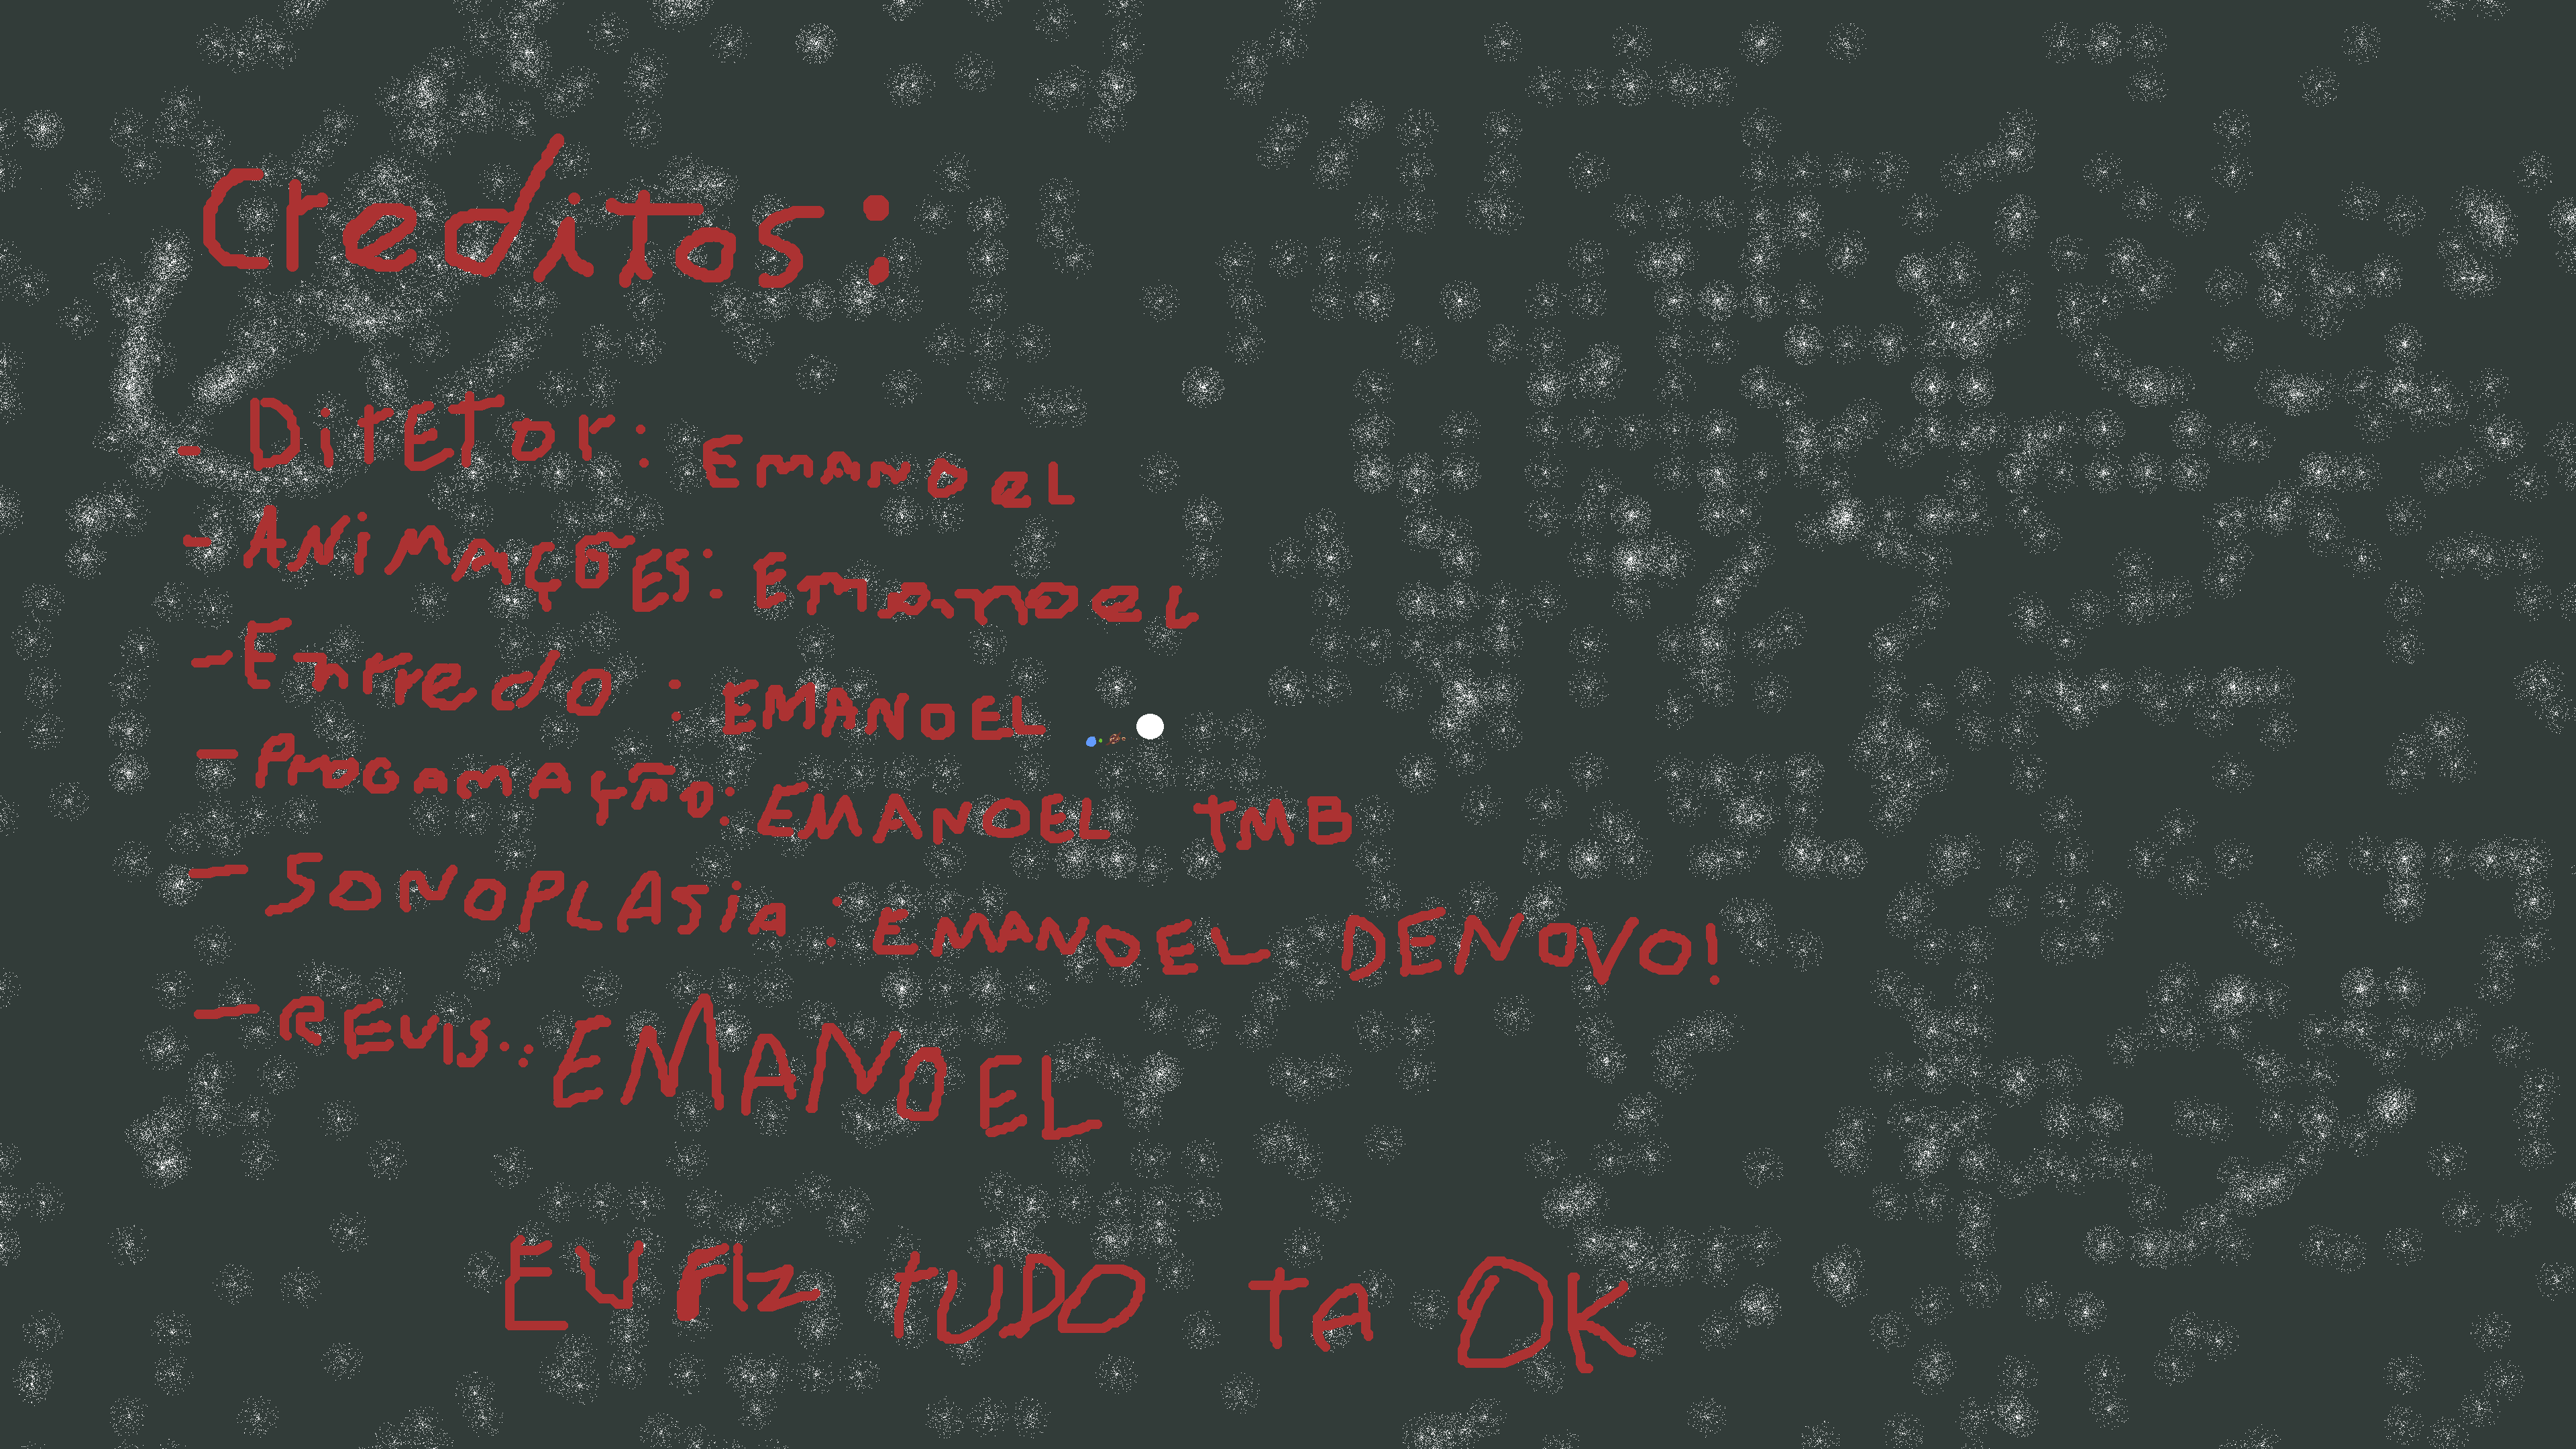 Creditos:
- DirETor: EmANOeL
- ANiMAÇÕES: EmanoeL
- Enredo : EMANOEL
- PROGAMAÇÃO: EMANOEL TMB
- SONOPLASiA : EMANOEL DENOVO!
- REVIS.: EMANOEL
EU FIZ TUDO TA OK